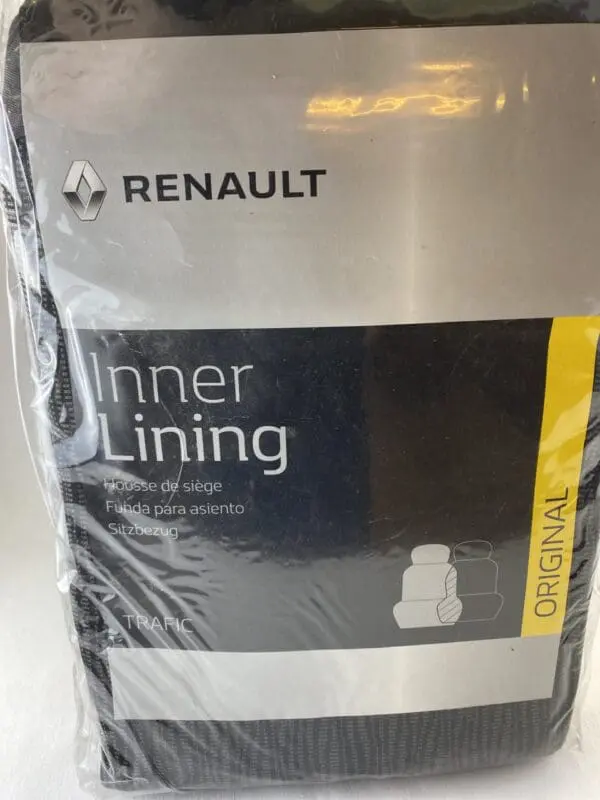 RENAULT
Inner
Lining
Housse de siège
Funda para asiento
Sitzbezug
TRAFIC
ORIGINAL